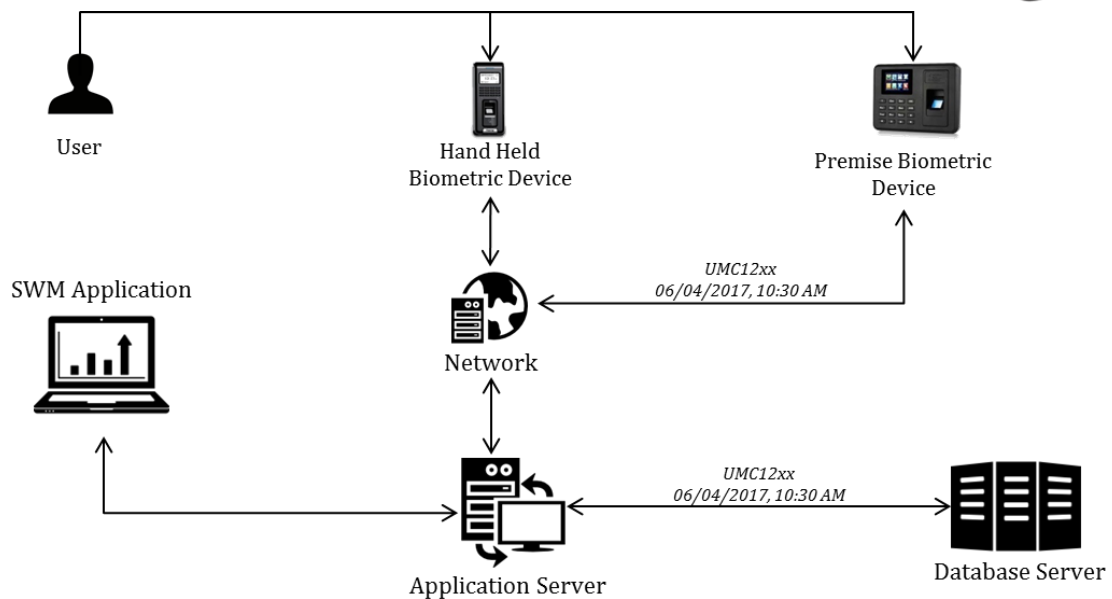 User
Hand Held
Biometric Device
Premise Biometric
Device
UMC12xx
06/04/2017, 10:30 AM
SWM Application
Network
UMC12xx
06/04/2017, 10:30 AM
Application Server
Database Server